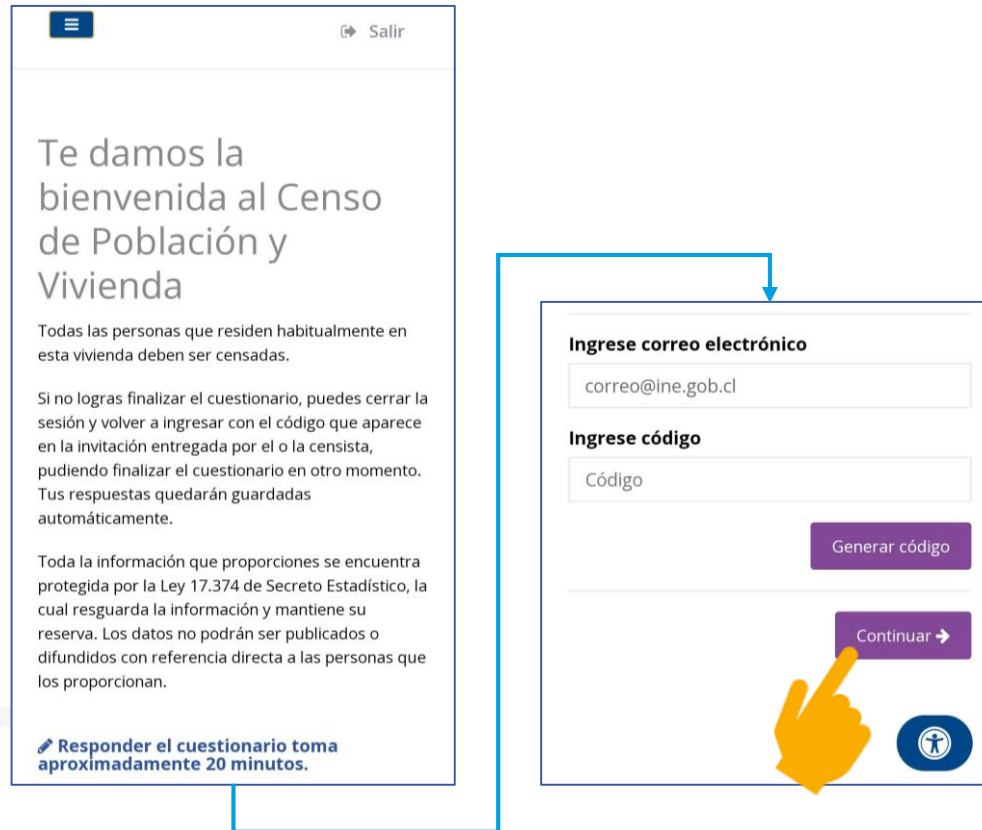 Salir
Te damos la
bienvenida al Censo
de Población y
Vivienda
Todas las personas que residen habitualmente en
esta vivienda deben ser censadas.
Si no logras finalizar el cuestionario, puedes cerrar la
sesión y volver a ingresar con el código que aparece
en la invitación entregada por el o la censista,
pudiendo finalizar el cuestionario en otro momento.
Tus respuestas quedarán guardadas
automáticamente.
Toda la información que proporciones se encuentra
protegida por la Ley 17.374 de Secreto Estadístico, la
cual resguarda la información y mantiene su
reserva. Los datos no podrán ser publicados o
difundidos con referencia directa a las personas que
los proporcionan.
Responder el cuestionario toma
aproximadamente 20 minutos.
Ingrese correo electrónico
correo@ine.gob.cl
Ingrese código
Código
Generar código
Continuar